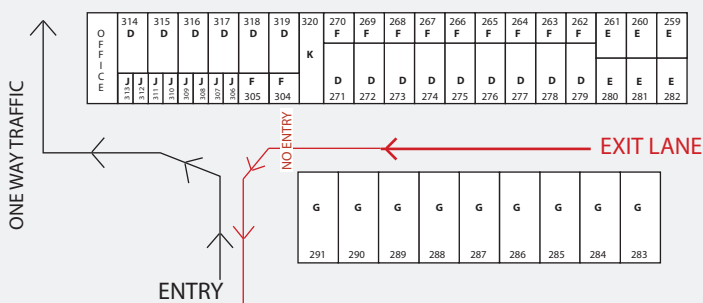 314 315 316 317 318 319 320 270 269 268 267 266 265 264 263 262 261 260 259
D D D D D D F F F F F F F F F E E E
OFFICE
K
J J J J J J J J F F D D D D D D D D D E E E
313 312 311 310 309 308 307 306 305 304 271 272 273 274 275 276 277 278 279 280 281 282
ONE WAY TRAFFIC
NO ENTRY
EXIT LANE
G G G G G G G G G
291 290 289 288 287 286 285 284 283
ENTRY